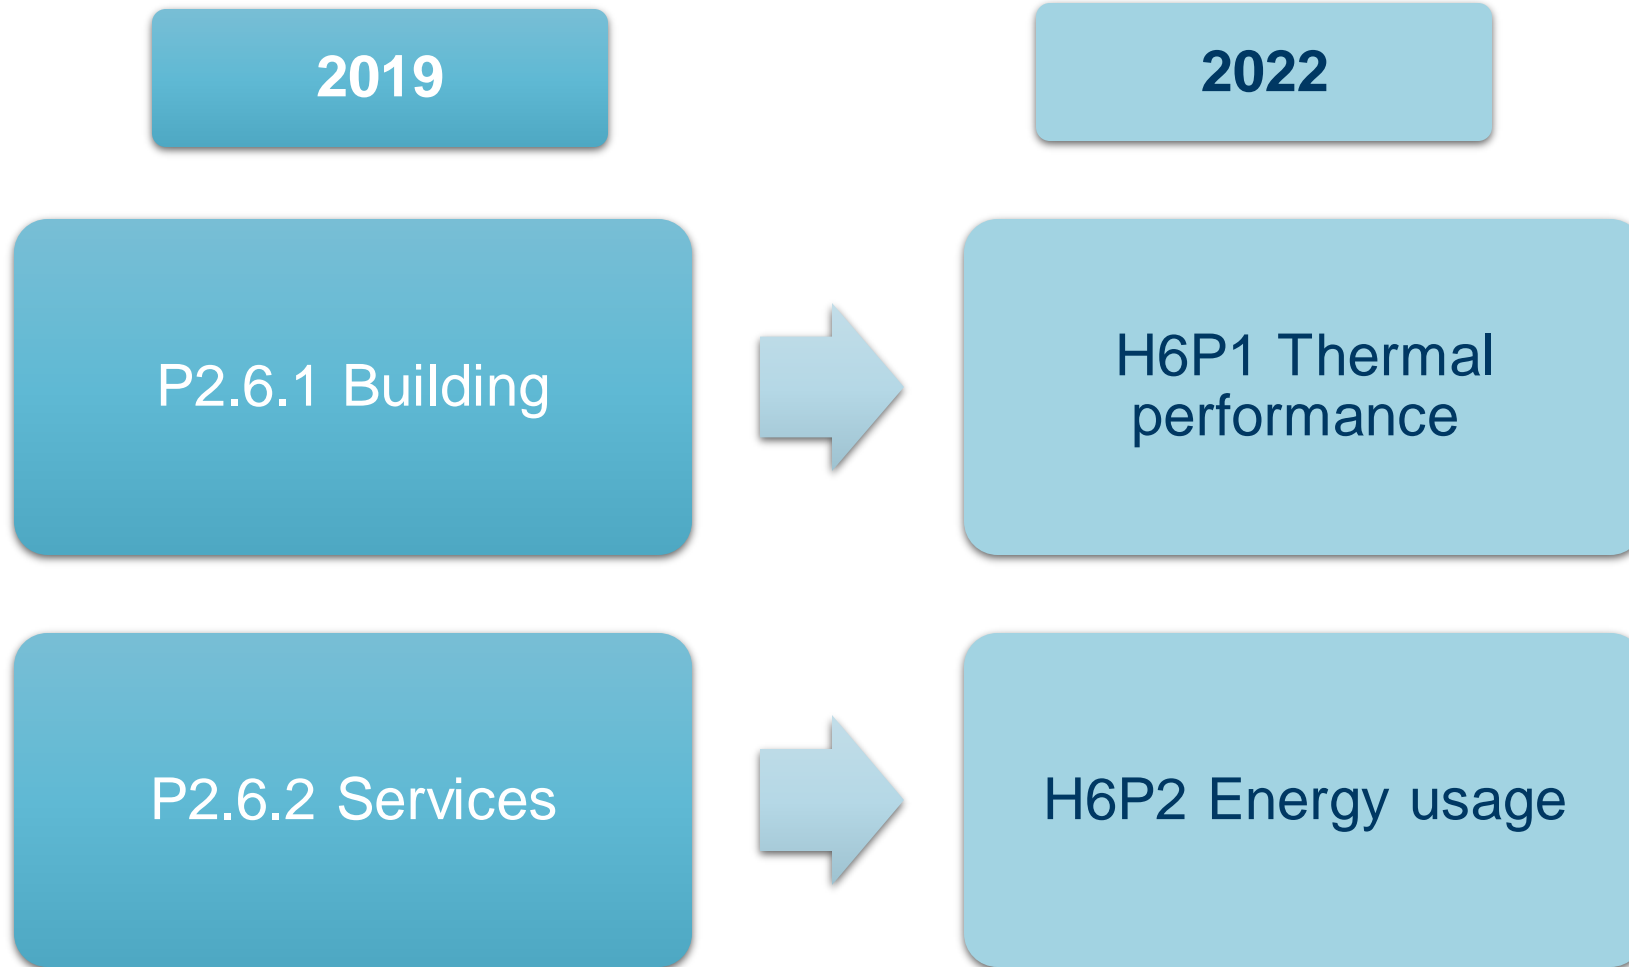 2019
2022
P2.6.1 Building
H6P1 Thermal
performance
P2.6.2 Services
H6P2 Energy usage